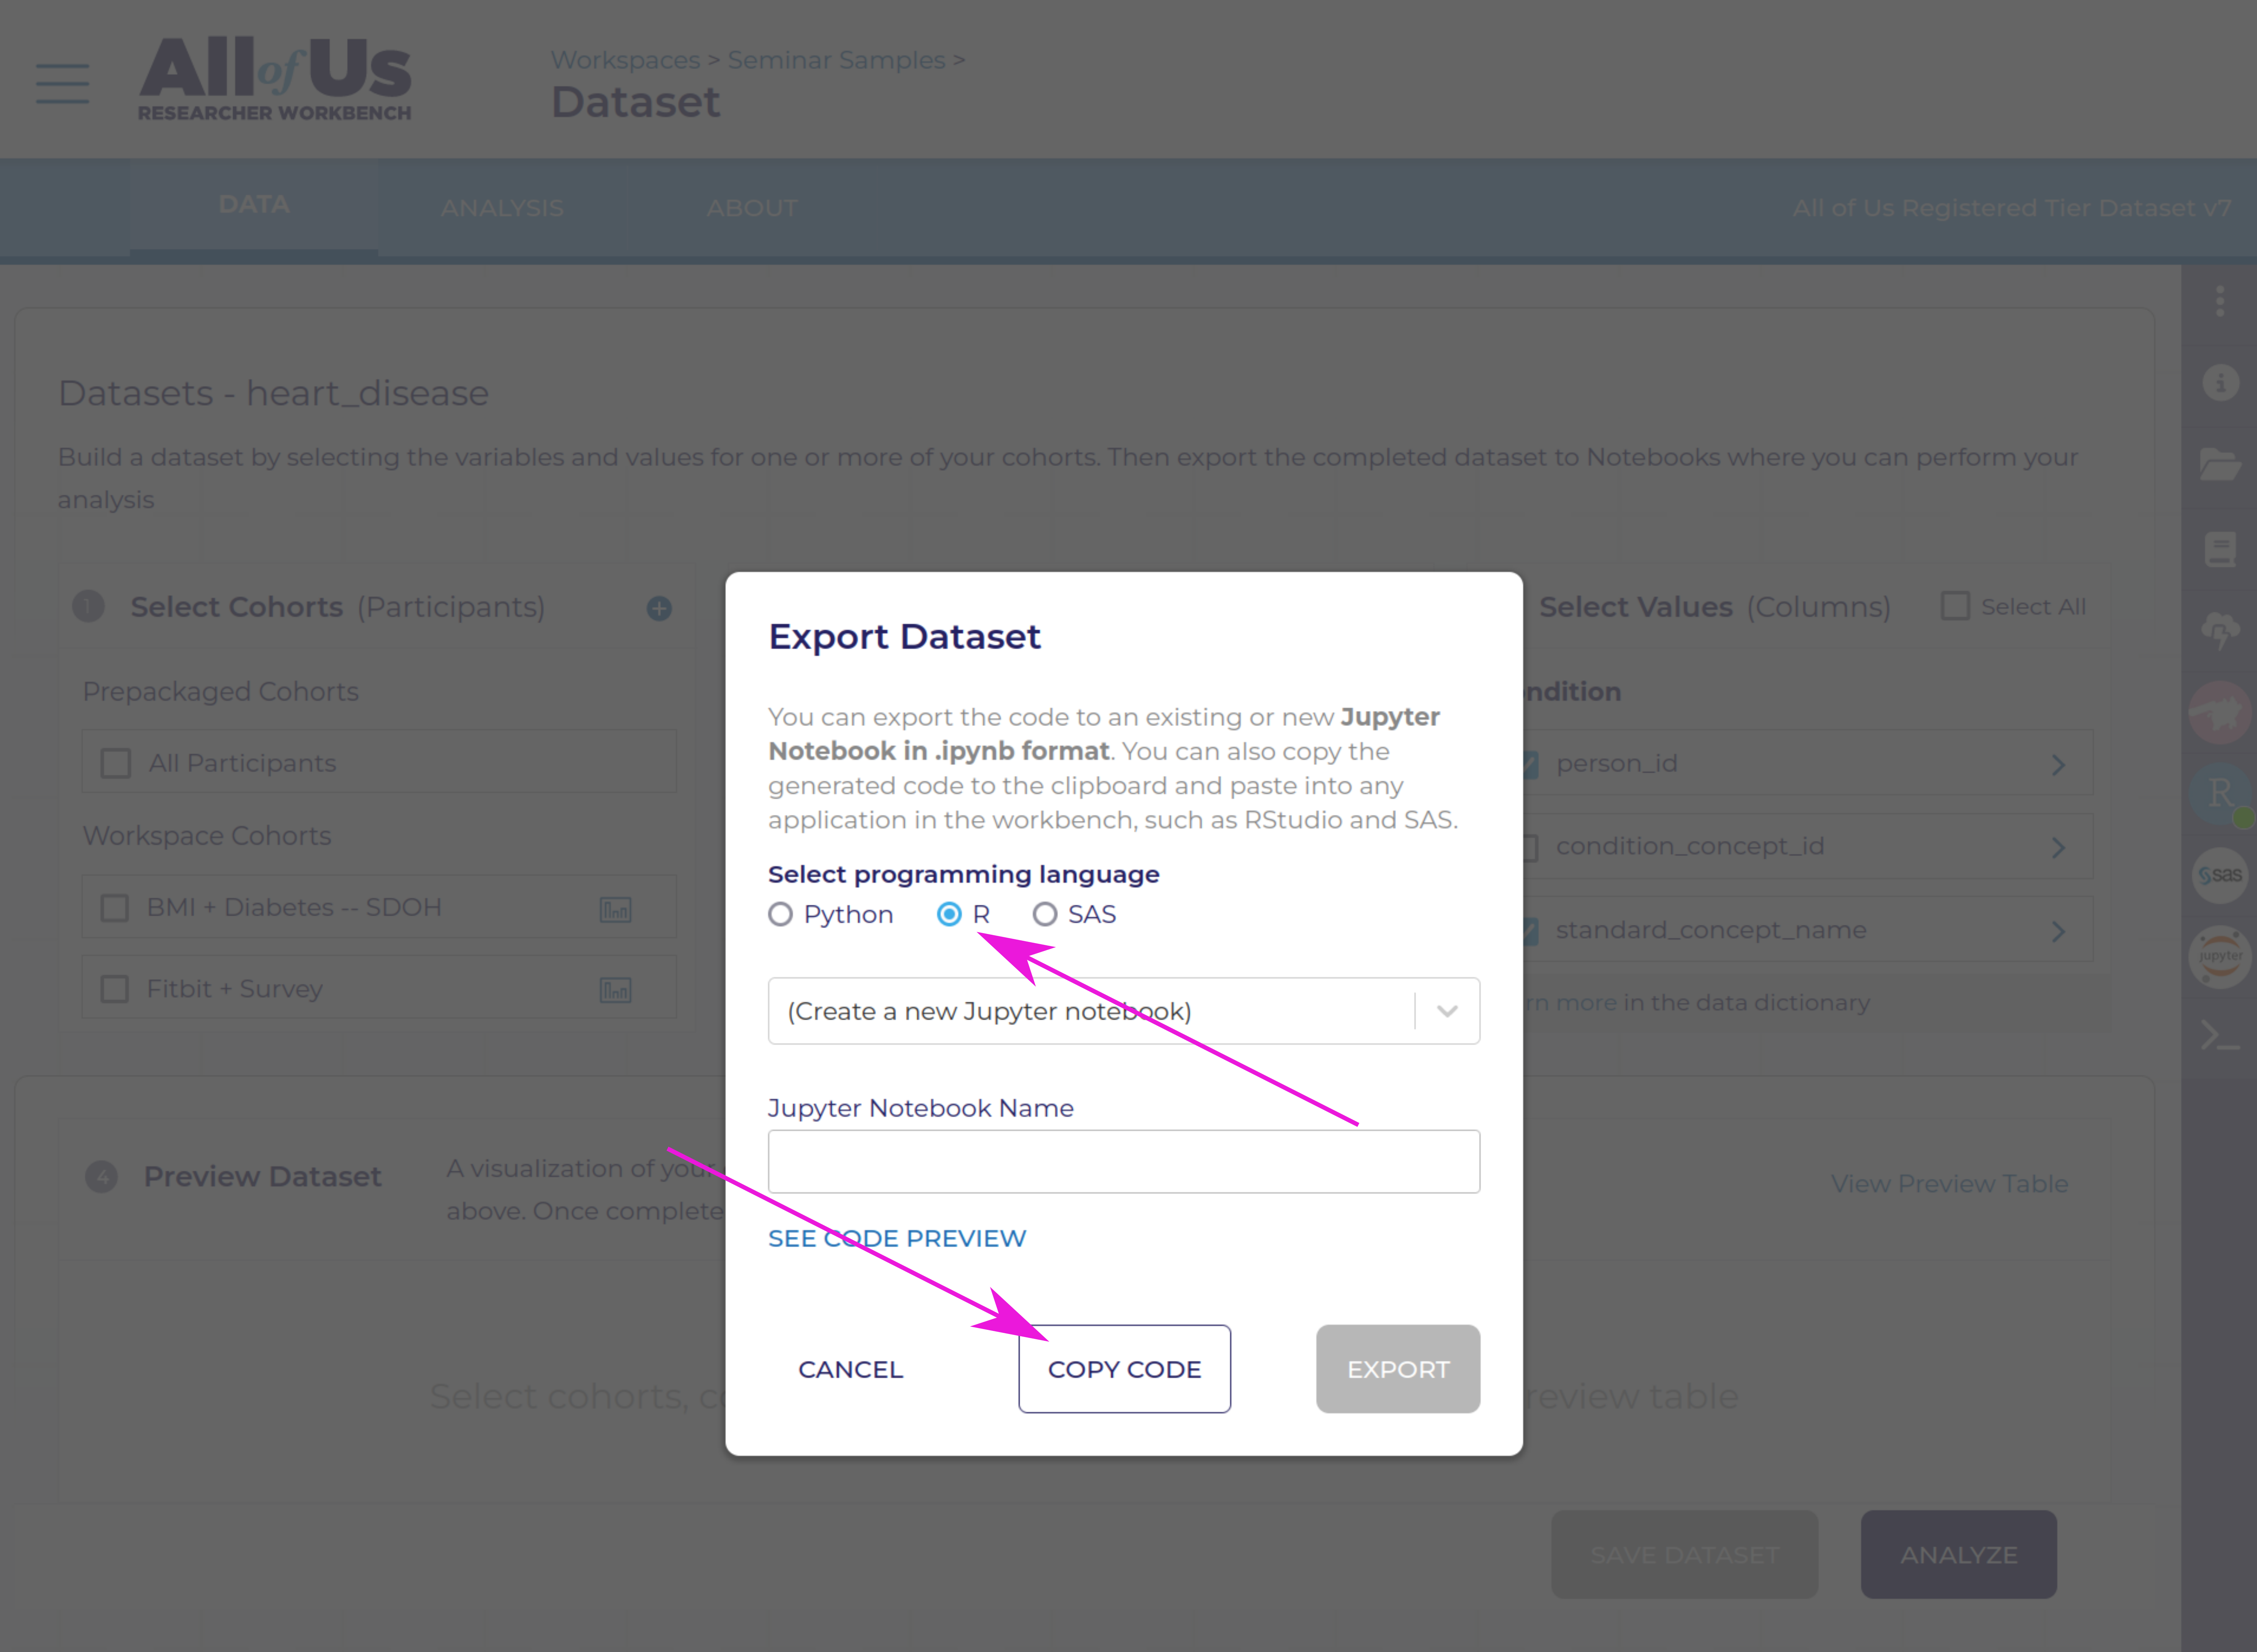 All of Us
RESEARCHER WORKBENCH
Workspaces > Seminar Samples >
Dataset
DATA
ANALYSIS
ABOUT
All of Us Registered Tier Dataset v7
Datasets - heart_disease
Build a dataset by selecting the variables and values for one or more of your cohorts. Then export the completed dataset to Notebooks where you can perform your
analysis
1 Select Cohorts (Participants)
Prepackaged Cohorts
All Participants
Workspace Cohorts
BMI + Diabetes -- SDOH
Fitbit + Survey
Export Dataset
You can export the code to an existing or new Jupyter
Notebook in .ipynb format. You can also copy the
generated code to the clipboard and paste into any
application in the workbench, such as RStudio and SAS.
Select programming language
Python R SAS
(Create a new Jupyter notebook)
Jupyter Notebook Name
SEE CODE PREVIEW
CANCEL
COPY CODE
EXPORT
Select Values (Columns)
Select All
ndition
person_id
condition_concept_id
standard_concept_name
rn more in the data dictionary
4 Preview Dataset
A visualization of your
above. Once complete
View Preview Table
Select cohorts, c
review table
SAVE DATASET
ANALYZE
R
sas
jupyter